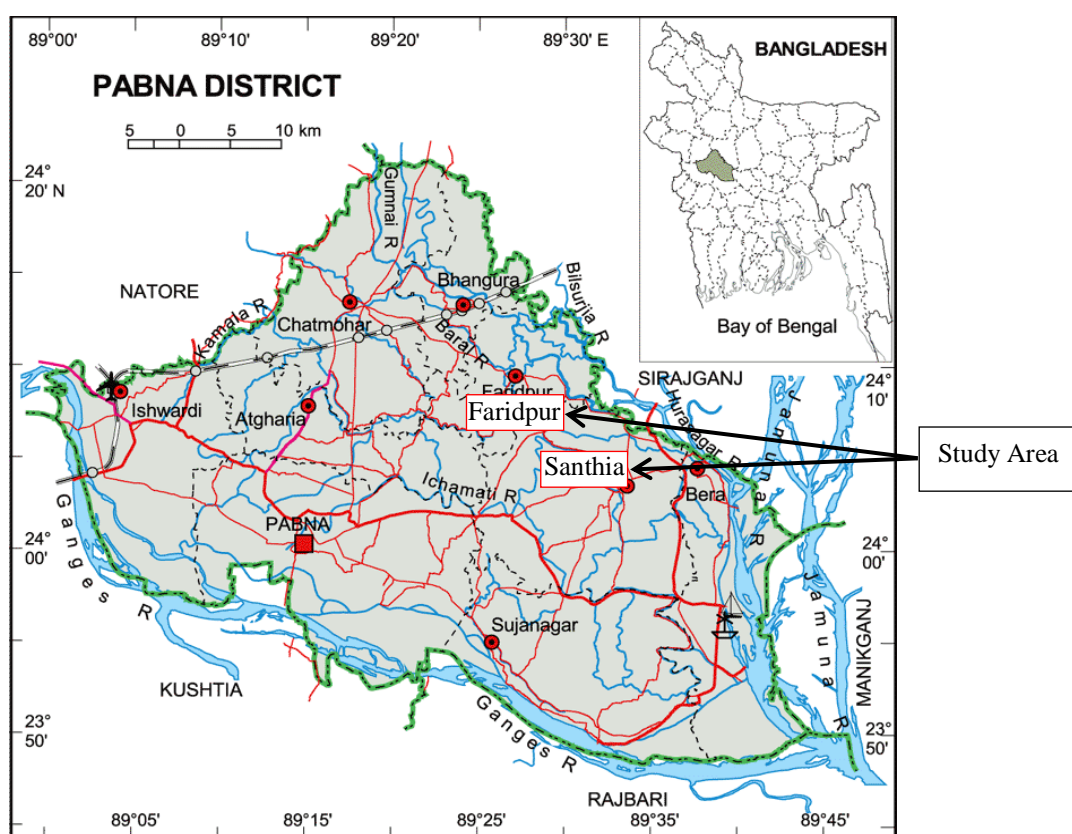 89°00' 89°10' 89°20' 89°30' E
BANGLADESH
PABNA DISTRICT
5 0 5 10 km
24°
20' N
Gumnai R
NATORE
Bhangura
Bilsurjia R
Bay of Bengal
Kamala R
Chatmohar
Baral R
SIRAJGANJ
24°
10'
Faridpur
Ishwardi
Atgharia
Faridpur
Hurasagar R
Jamuna R
Study Area
Santhia
Bera
Ichamati R
Ganges R
PABNA
24°
00'
24°
00'
Jamuna R
MANIKGANJ
Sujanagar
KUSHTIA
Ganges R
23°
50'
23°
50'
RAJBARI
89°05' 89°15' 89°25' 89°35' 89°45'